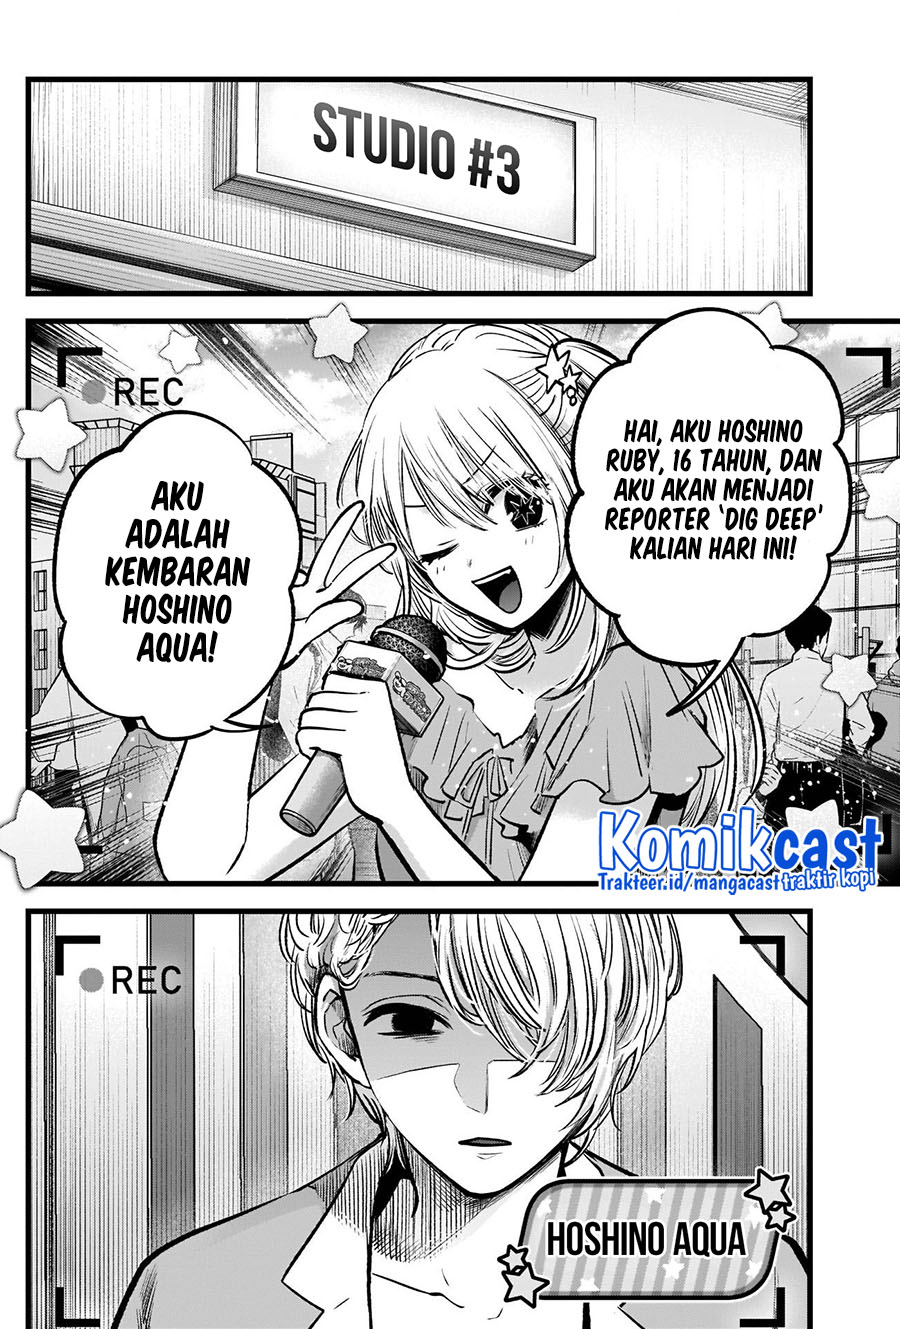 STUDIO #3
REC
HAI, AKU HOSHINO
RUBY, 16 TAHUN, DAN
AKU AKAN MENJADI
REPORTER 'DIG DEEP'
KALIAN HARI INI!
AKU
ADALAH
KEMBARAN
HOSHINO
AQUA!
Komikcast
Trakteer.id/mangacast traktir kopi
REC
HOSHINO AQUA